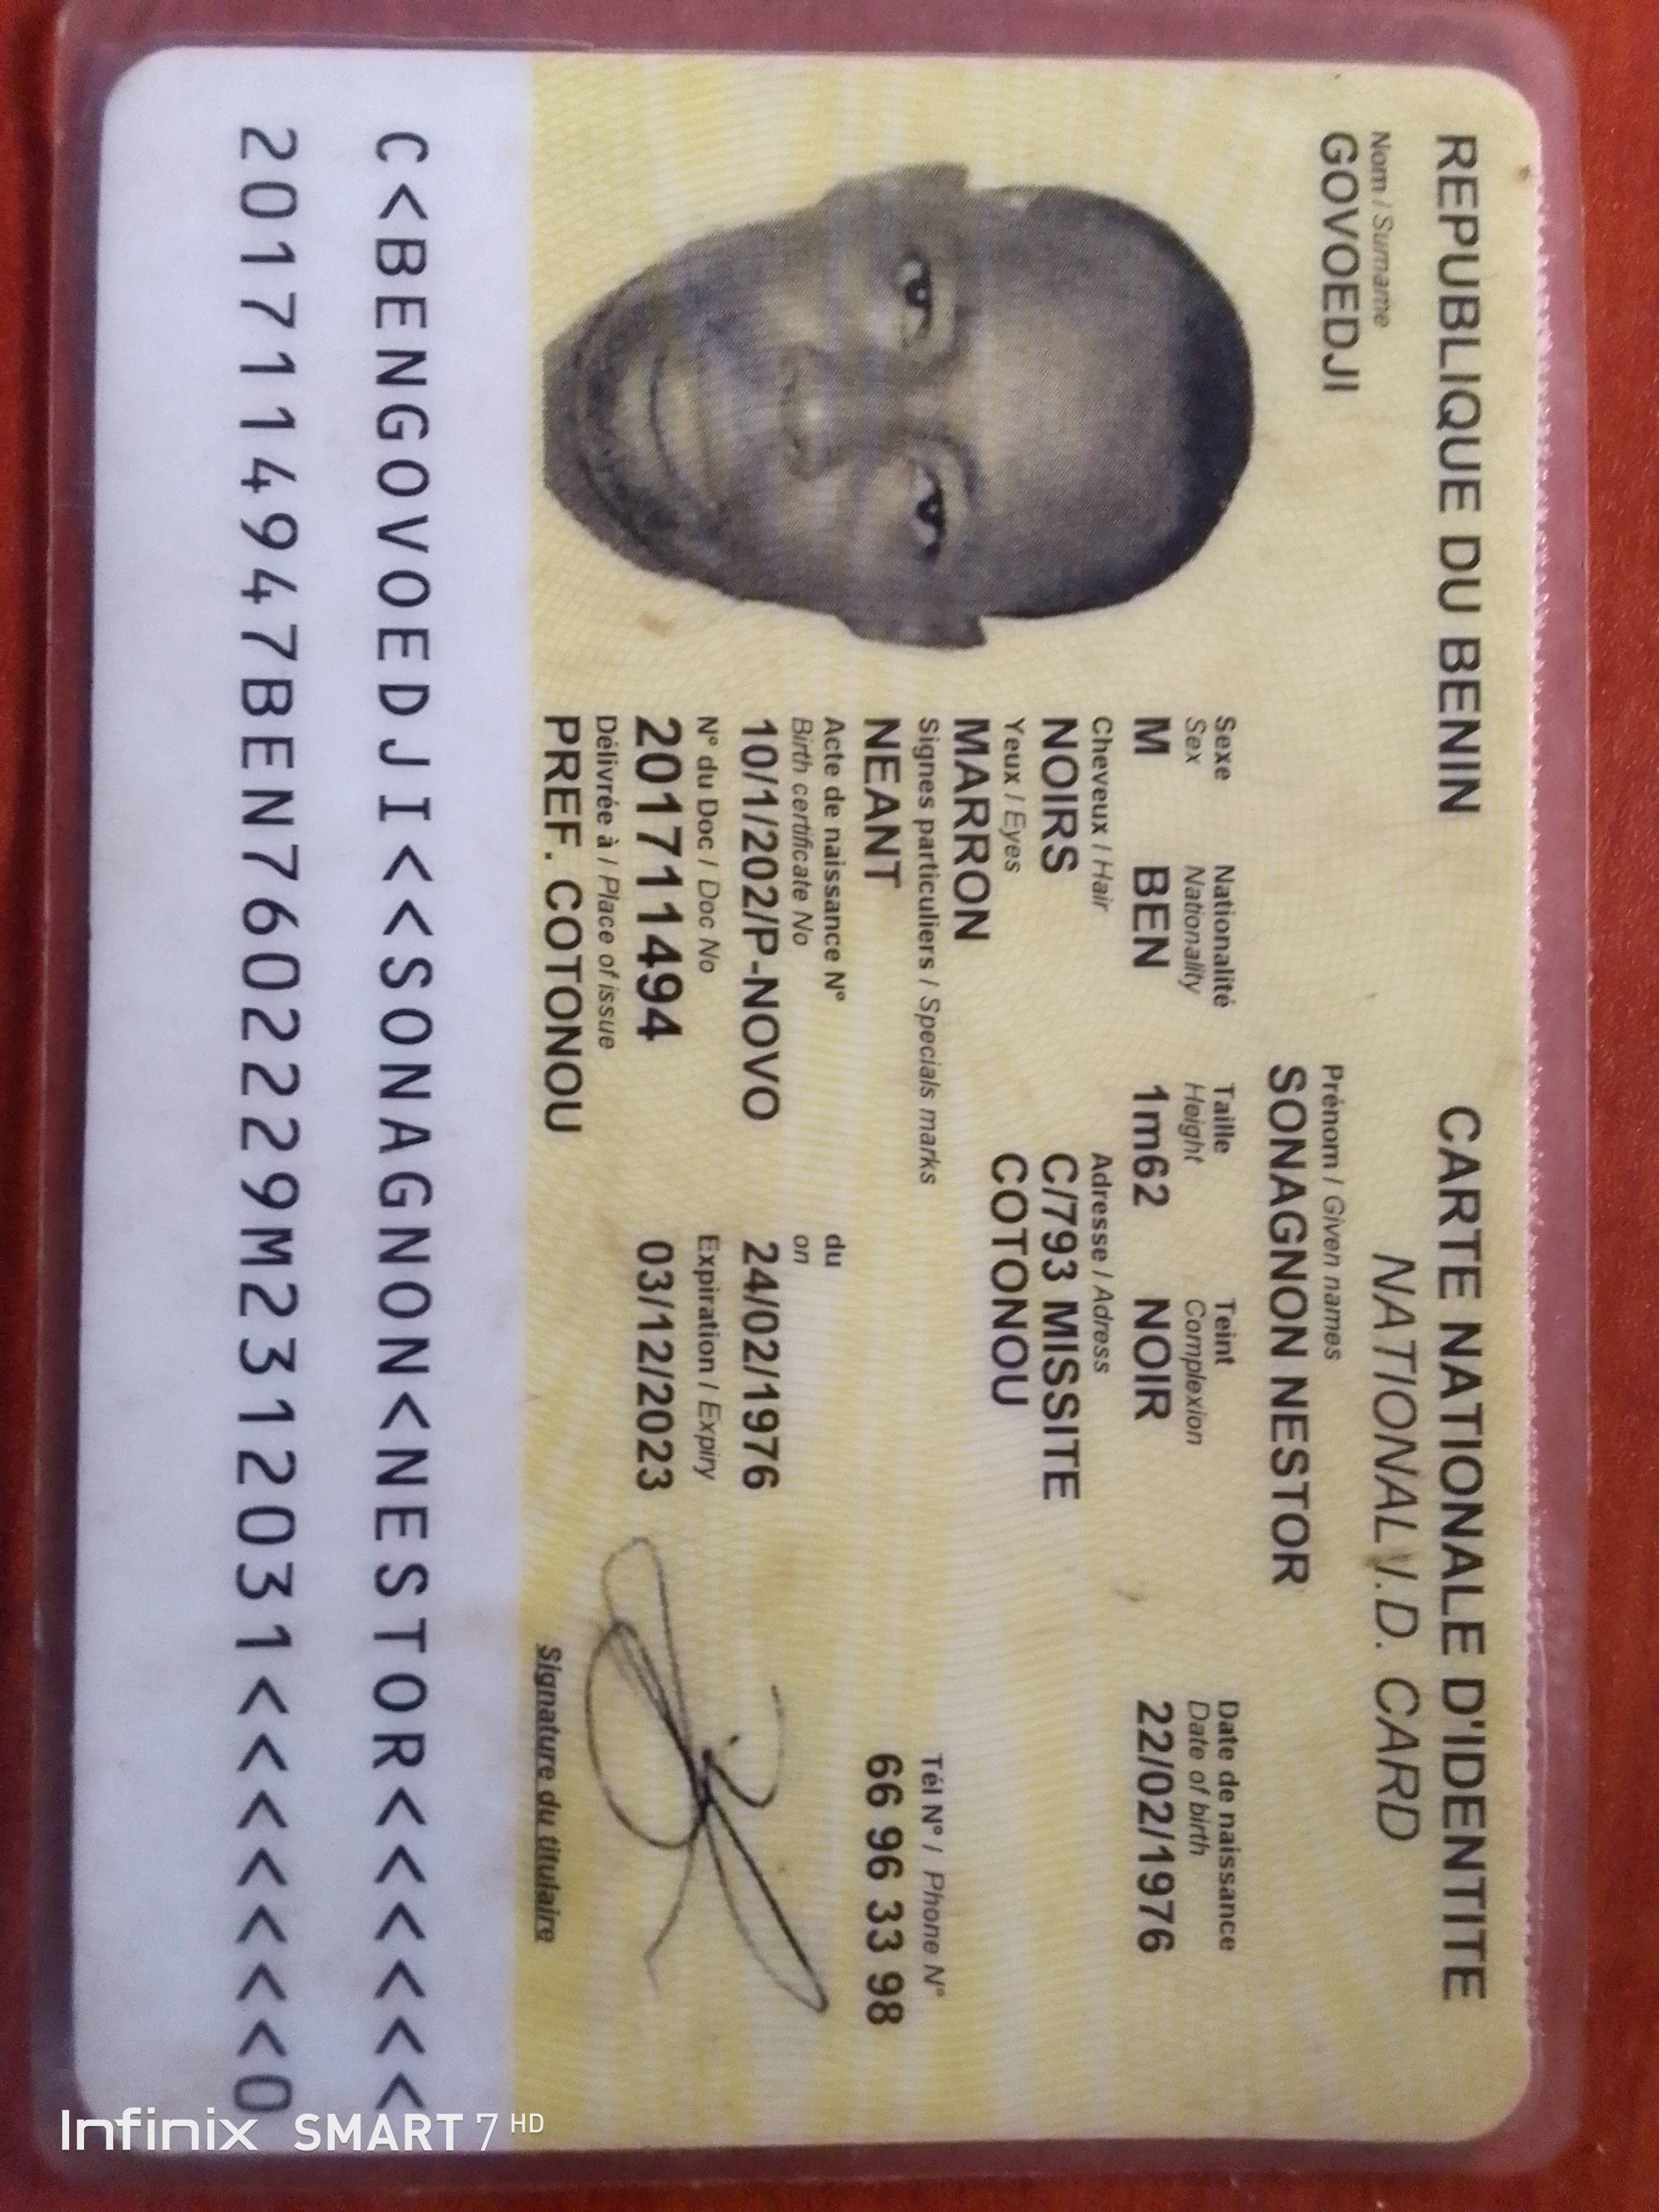 REPUBLIQUE DU BENIN
CARTE NATIONALE D'IDENTITE
NATIONAL I.D. CARD
Nom / Surname
GOVOEDJI
Prénom / Given names
SONAGNON NESTOR
Sexe Nationalité Taille Teint Date de naissance
Sex Nationality Height Complexion Date of birth
M BEN 1m62 NOIR 22/02/1976
Cheveux / Hair
NOIRS
Adresse / Adress
C/793 MISSITE
COTONOU
Yeux / Eyes
MARRON
Signes particuliers / Specials marks
NEANT
Tél N° / Phone N°
66 96 33 98
Acte de naissance N° du
Birth certificate No on
10/1/202/P-NOVO 24/02/1976
N° du Doc / Doc No Expiration / Expiry
201711494 03/12/2023
Délivrée à / Place of issue
PREF. COTONOU
Signature du titulaire
C<BENGOVOEDJI<<SONAGNON<NESTOR<<<<<<
2017114947BEN7602229M2312031<<<<<<<0
Infinix SMART 7 HD